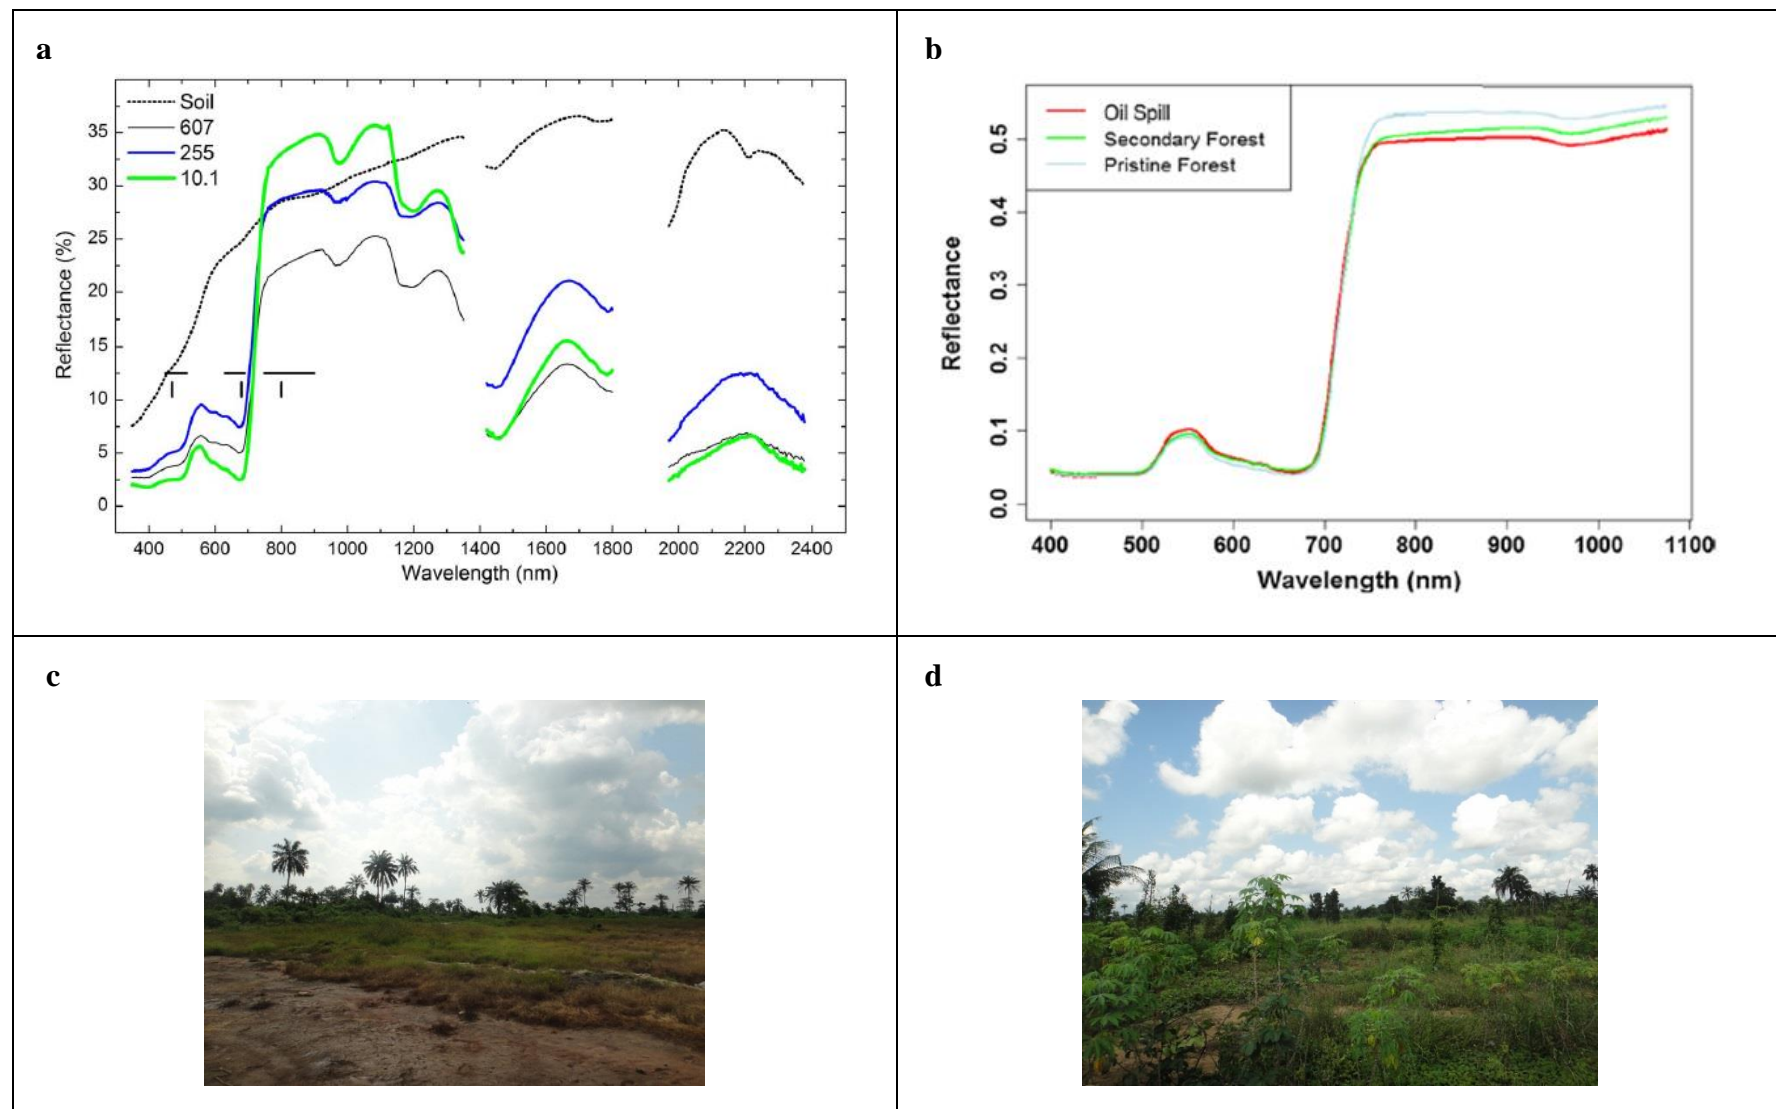 a
Soil
607
255
10.1
35
30
25
20
15
10
5
0
Reflectance (%)
400 600 800 1000 1200 1400 1600 1800 2000 2200 2400
Wavelength (nm)
b
Oil Spill
Secondary Forest
Pristine Forest
0.5
0.4
0.3
0.2
0.1
0.0
Reflectance
400 500 600 700 800 900 1000 1100
Wavelength (nm)
c
d